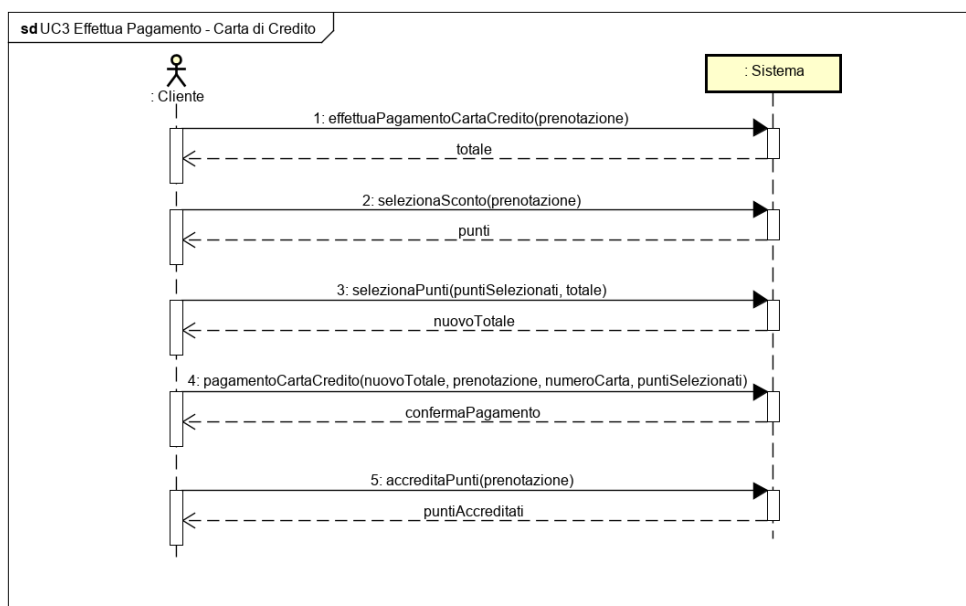 sd UC3 Effettua Pagamento - Carta di Credito
: Cliente
: Sistema
1: effettuaPagamentoCartaCredito(prenotazione)
totale
2: selezionaSconto(prenotazione)
punti
3: selezionaPunti(puntiSelezionati, totale)
nuovoTotale
4: pagamentoCartaCredito(nuovoTotale, prenotazione, numeroCarta, puntiSelezionati)
confermaPagamento
5: accreditaPunti(prenotazione)
puntiAccreditati